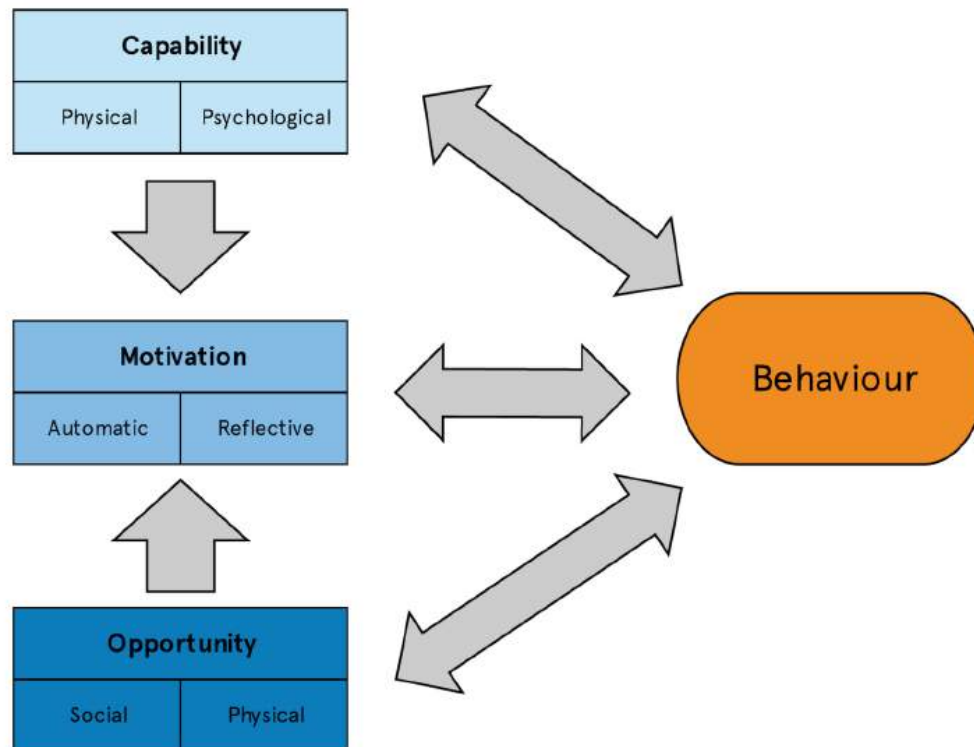 Capability
Physical Psychological
Motivation
Behaviour
Automatic Reflective
Opportunity
Social Physical